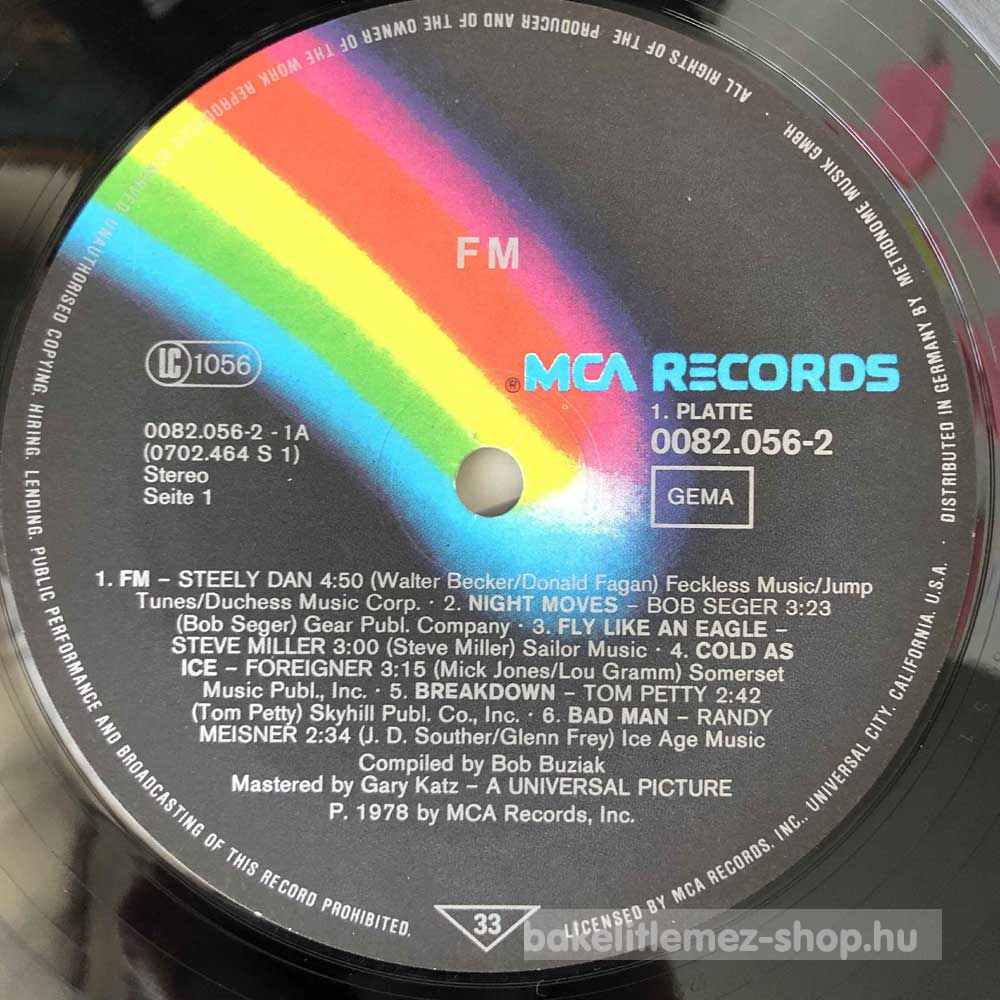 FM
® MCA RECORDS
LC 1056
1. PLATTE
0082.056-2
GEMA
0082.056-2 - 1A
(0702.464 S 1)
Stereo
Seite 1
1. FM – STEELY DAN 4:50 (Walter Becker/Donald Fagan) Feckless Music/Jump
Tunes/Duchess Music Corp. · 2. NIGHT MOVES – BOB SEGER 3:23
(Bob Seger) Gear Publ. Company · 3. FLY LIKE AN EAGLE –
STEVE MILLER 3:00 (Steve Miller) Sailor Music · 4. COLD AS
ICE – FOREIGNER 3:15 (Mick Jones/Lou Gramm) Somerset
Music Publ., Inc. · 5. BREAKDOWN – TOM PETTY 2:42
(Tom Petty) Skyhill Publ. Co., Inc. · 6. BAD MAN – RANDY
MEISNER 2:34 (J. D. Souther/Glenn Frey) Ice Age Music
Compiled by Bob Buziak
Mastered by Gary Katz – A UNIVERSAL PICTURE
P. 1978 by MCA Records, Inc.
33
ALL RIGHTS OF THE PRODUCER AND OF THE OWNER OF THE WORK REPRODUCED RESERVED. UNAUTHORISED COPYING, HIRING, LENDING, PUBLIC PERFORMANCE AND BROADCASTING OF THIS RECORD PROHIBITED.
LICENSED BY MCA RECORDS, INC., UNIVERSAL CITY, CALIFORNIA, U.S.A. · DISTRIBUTED IN GERMANY BY METRONOME MUSIK GMBH.
bakelitlemez-shop.hu